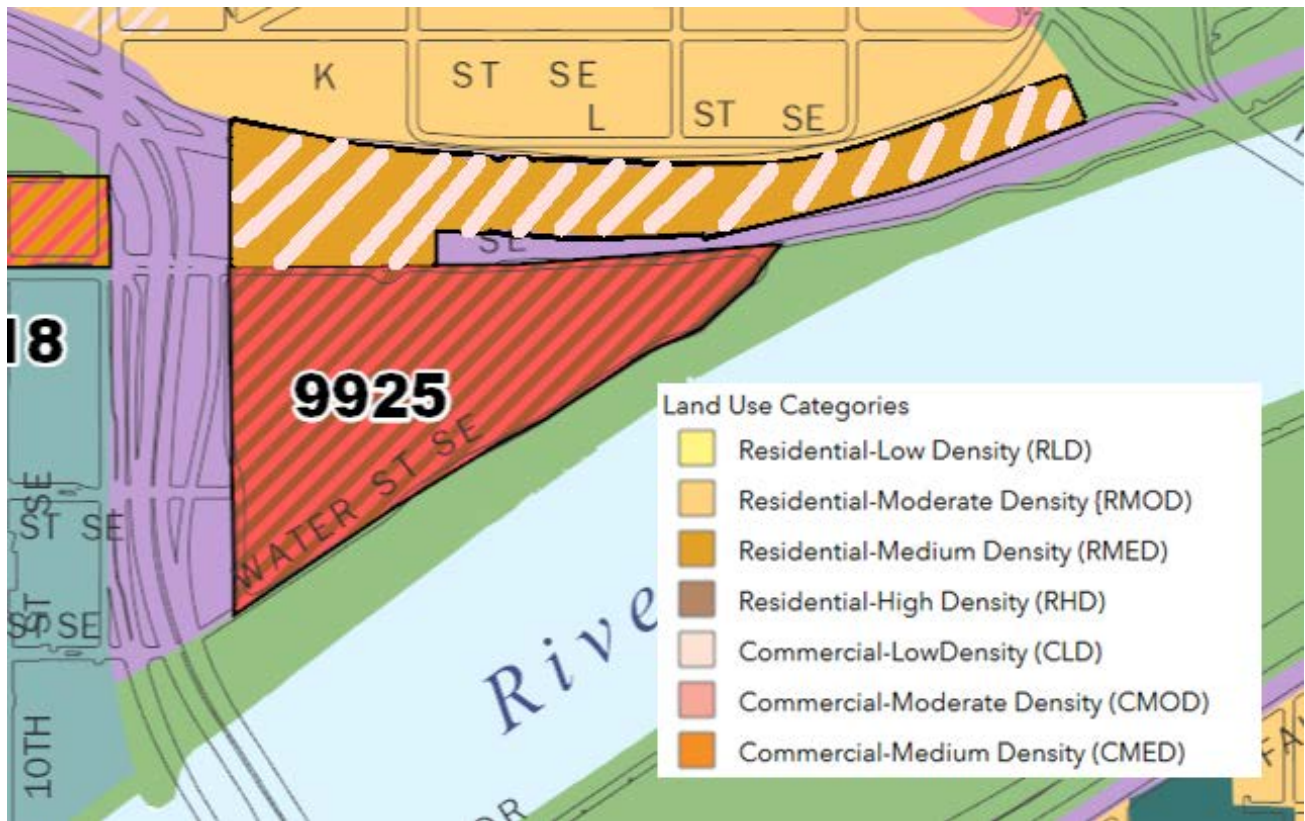 K ST SE
L ST SE
SE
18
9925
WATER ST SE
SE
ST SE
ST
ST SE
10TH
River
DR
Land Use Categories
Residential-Low Density (RLD)
Residential-Moderate Density {RMOD)
Residential-Medium Density (RMED)
Residential-High Density (RHD)
Commercial-LowDensity (CLD)
Commercial-Moderate Density (CMOD)
Commercial-Medium Density (CMED)